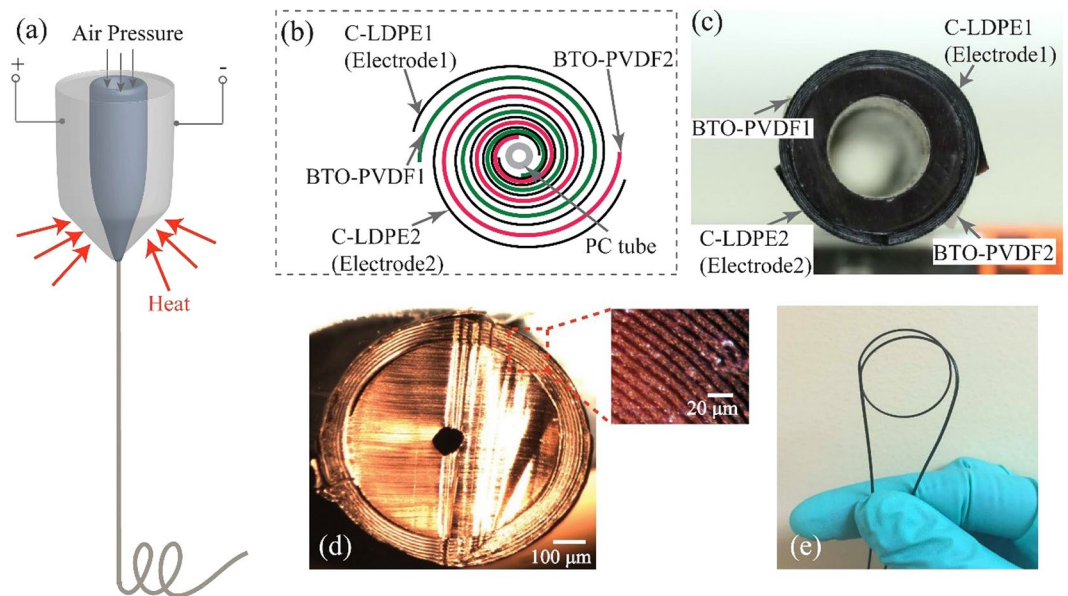 (a)
Air Pressure
+
-
Heat
(b)
C-LDPE1
(Electrode1)
BTO-PVDF2
BTO-PVDF1
C-LDPE2
(Electrode2)
PC tube
(c)
C-LDPE1
(Electrode1)
BTO-PVDF1
C-LDPE2
(Electrode2)
BTO-PVDF2
(d)
100 μm
20 μm
(e)